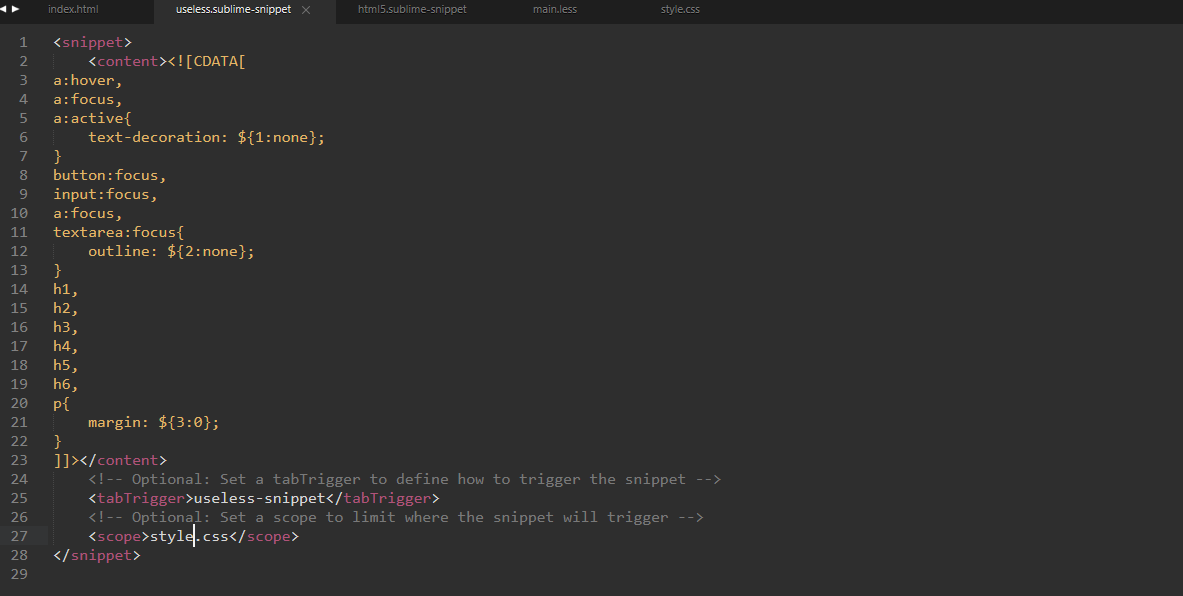 index.html useless.sublime-snippet × html5.sublime-snippet main.less style.css
1 <snippet>
2     <content><![CDATA[
3 a:hover,
4 a:focus,
5 a:active{
6     text-decoration: ${1:none};
7 }
8 button:focus,
9 input:focus,
10 a:focus,
11 textarea:focus{
12     outline: ${2:none};
13 }
14 h1,
15 h2,
16 h3,
17 h4,
18 h5,
19 h6,
20 p{
21     margin: ${3:0};
22 }
23 ]]></content>
24     <!-- Optional: Set a tabTrigger to define how to trigger the snippet -->
25     <tabTrigger>useless-snippet</tabTrigger>
26     <!-- Optional: Set a scope to limit where the snippet will trigger -->
27     <scope>style.css</scope>
28 </snippet>
29